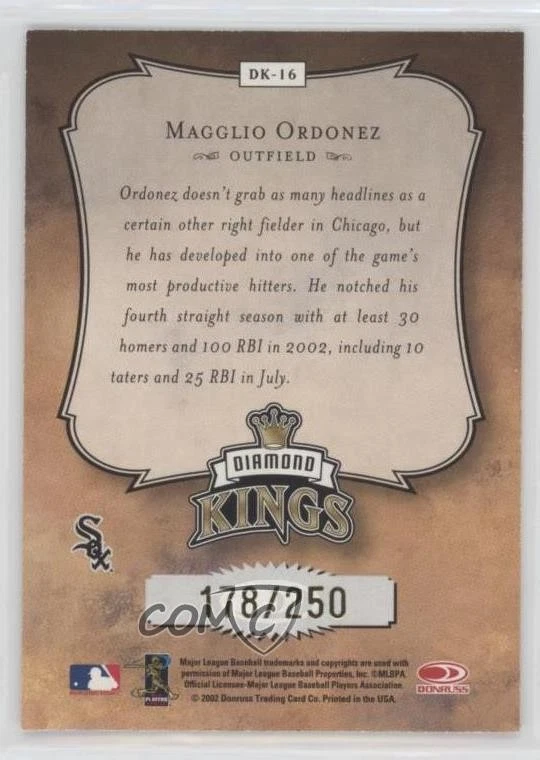 DK-16
MAGGLIO ORDONEZ
OUTFIELD
Ordonez doesn't grab as many headlines as a
certain other right fielder in Chicago, but
he has developed into one of the game's
most productive hitters. He notched his
fourth straight season with at least 30
homers and 100 RBI in 2002, including 10
taters and 25 RBI in July.
DIAMOND
KINGS
Sox
178/250
COMC
Major League Baseball trademarks and copyrights are used with
permission of Major League Baseball Properties, Inc. ©MLBPA.
Official Licensee-Major League Baseball Players Association.
© 2002 Donruss Trading Card Co. Printed in the USA.
PLAYERS
DONRUSS